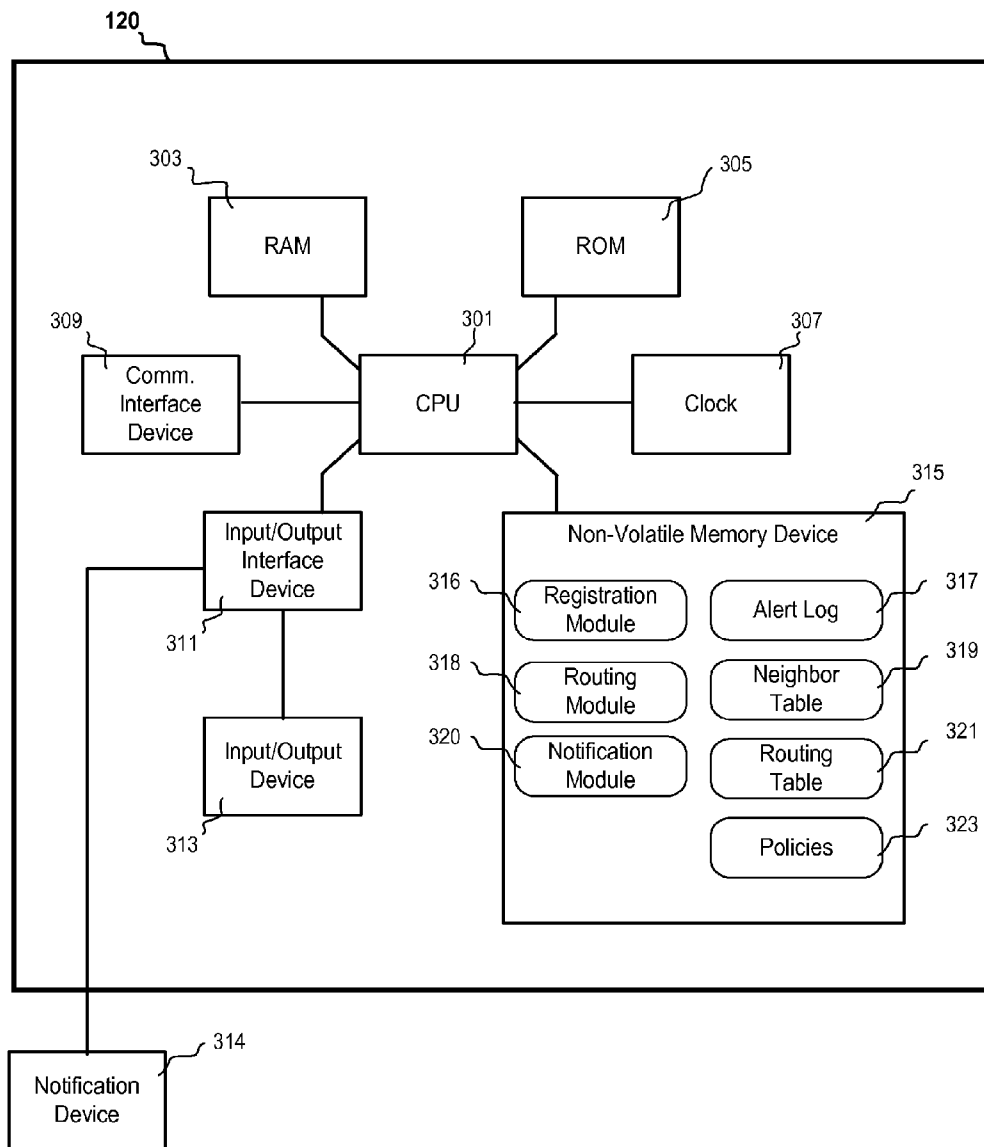 120
303
305
RAM
ROM
309
301
307
Comm.
Interface
Device
CPU
Clock
315
Input/Output
Interface
Device
311
Non-Volatile Memory Device
316
Registration
Module
Alert Log
317
318
Routing
Module
Neighbor
Table
319
320
Notification
Module
Routing
Table
321
Policies
323
Input/Output
Device
313
314
Notification
Device